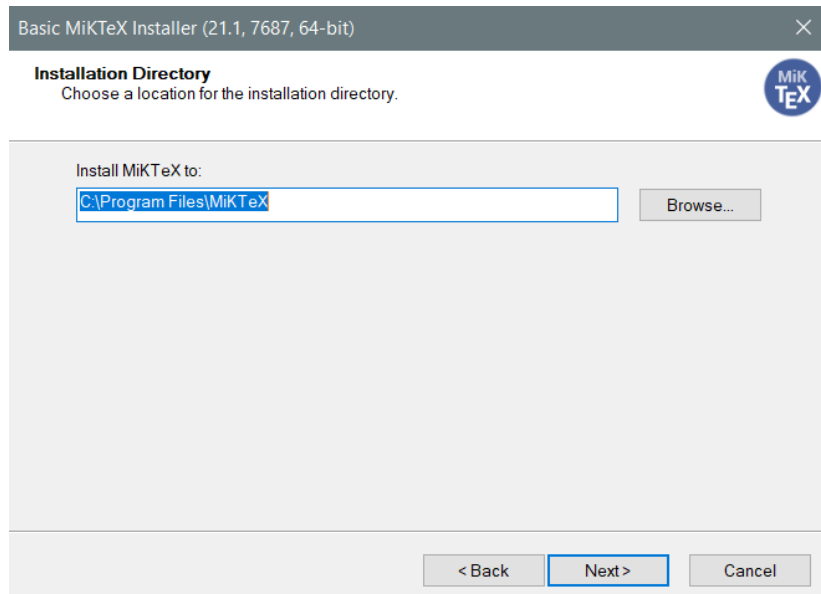 Basic MiKTeX Installer (21.1, 7687, 64-bit)
Installation Directory
Choose a location for the installation directory.
MiK
TEX
Install MiKTeX to:
C:\Program Files\MiKTeX
Browse...
< Back
Next >
Cancel